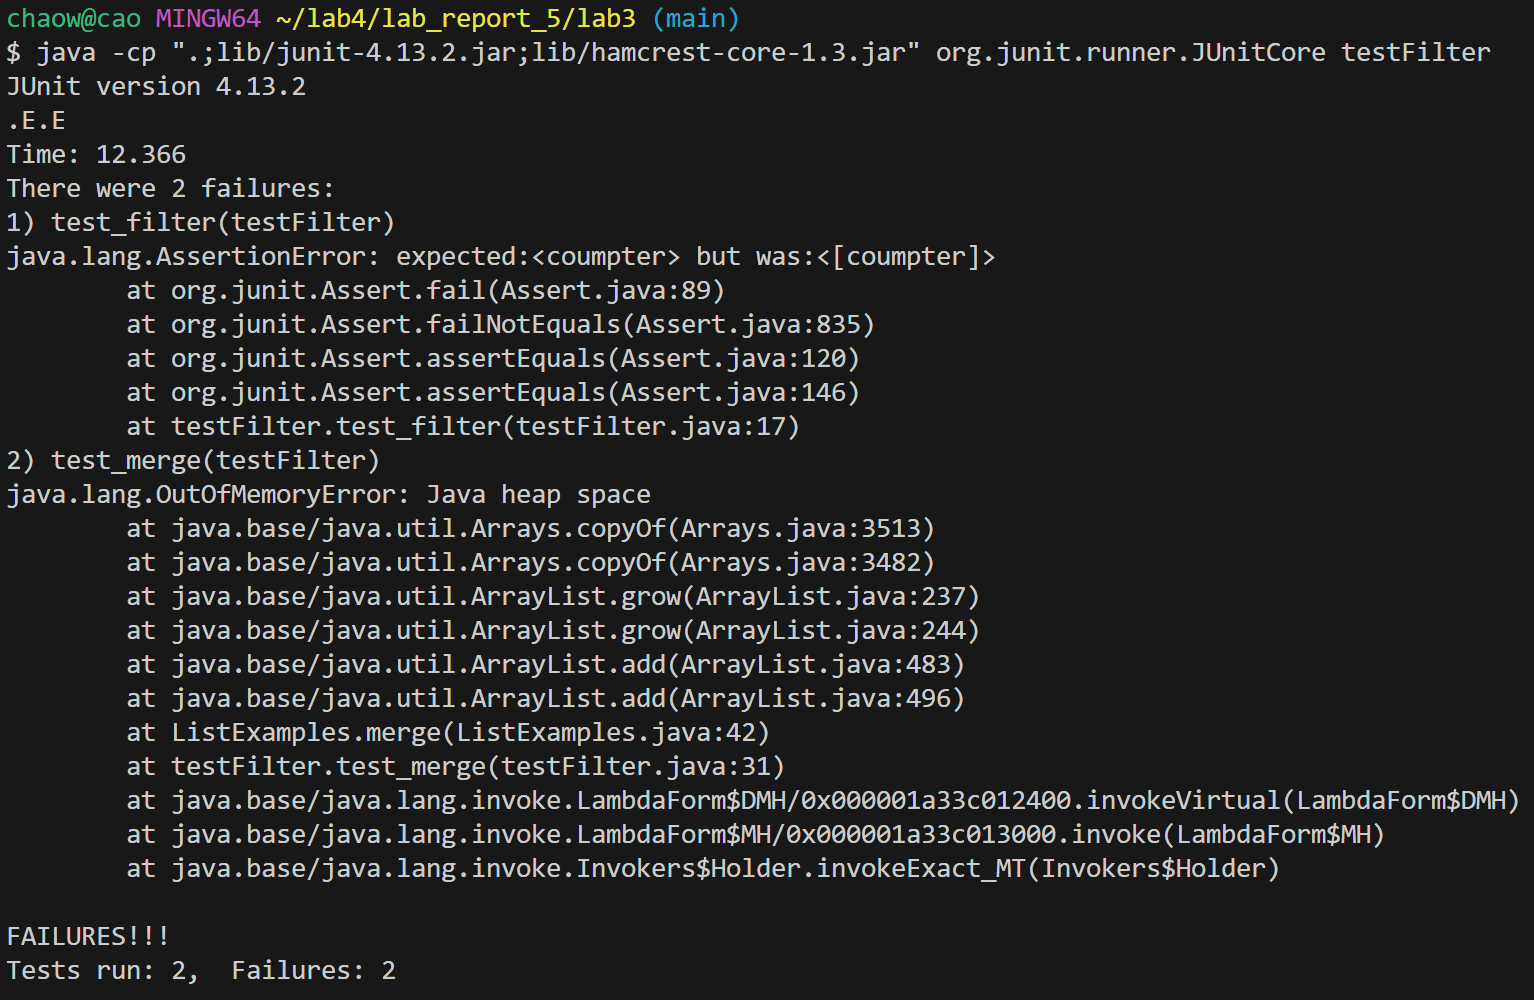 chaow@cao MINGW64 ~/lab4/lab_report_5/lab3 (main)
$ java -cp ".;lib/junit-4.13.2.jar;lib/hamcrest-core-1.3.jar" org.junit.runner.JUnitCore testFilter
JUnit version 4.13.2
.E.E
Time: 12.366
There were 2 failures:
1) test_filter(testFilter)
java.lang.AssertionError: expected:<coumpter> but was:<[coumpter]>
        at org.junit.Assert.fail(Assert.java:89)
        at org.junit.Assert.failNotEquals(Assert.java:835)
        at org.junit.Assert.assertEquals(Assert.java:120)
        at org.junit.Assert.assertEquals(Assert.java:146)
        at testFilter.test_filter(testFilter.java:17)
2) test_merge(testFilter)
java.lang.OutOfMemoryError: Java heap space
        at java.base/java.util.Arrays.copyOf(Arrays.java:3513)
        at java.base/java.util.Arrays.copyOf(Arrays.java:3482)
        at java.base/java.util.ArrayList.grow(ArrayList.java:237)
        at java.base/java.util.ArrayList.grow(ArrayList.java:244)
        at java.base/java.util.ArrayList.add(ArrayList.java:483)
        at java.base/java.util.ArrayList.add(ArrayList.java:496)
        at ListExamples.merge(ListExamples.java:42)
        at testFilter.test_merge(testFilter.java:31)
        at java.base/java.lang.invoke.LambdaForm$DMH/0x000001a33c012400.invokeVirtual(LambdaForm$DMH)
        at java.base/java.lang.invoke.LambdaForm$MH/0x000001a33c013000.invoke(LambdaForm$MH)
        at java.base/java.lang.invoke.Invokers$Holder.invokeExact_MT(Invokers$Holder)

FAILURES!!!
Tests run: 2,  Failures: 2